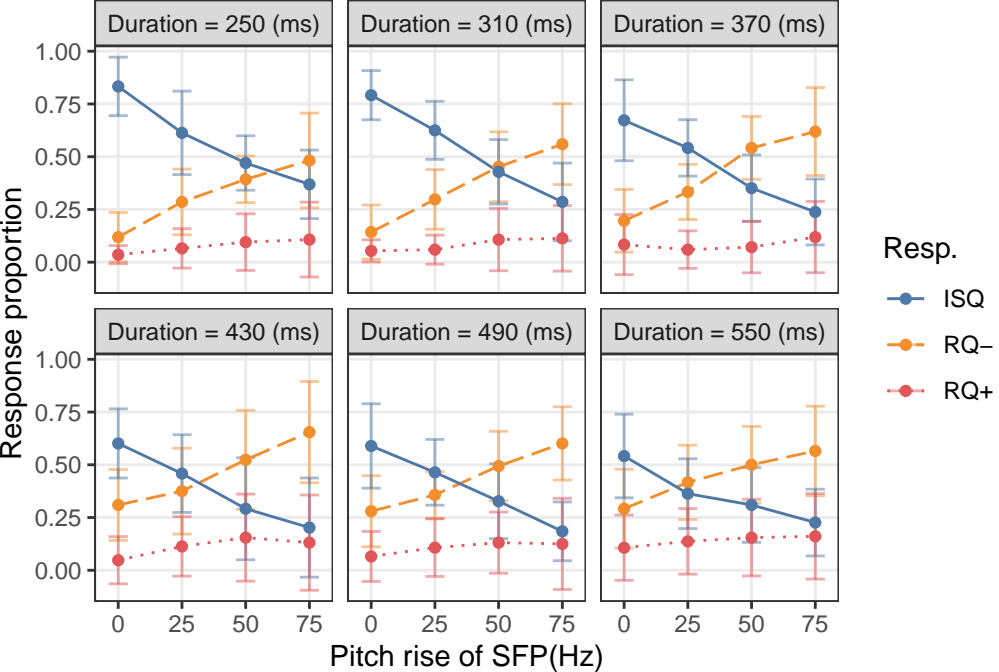 Duration = 250 (ms) Duration = 310 (ms) Duration = 370 (ms)
1.00
0.75
0.50
0.25
0.00
Duration = 430 (ms) Duration = 490 (ms) Duration = 550 (ms)
1.00
0.75
0.50
0.25
0.00
0 25 50 75 0 25 50 75 0 25 50 75
Pitch rise of SFP(Hz)
Response proportion
Resp.
ISQ
RQ−
RQ+